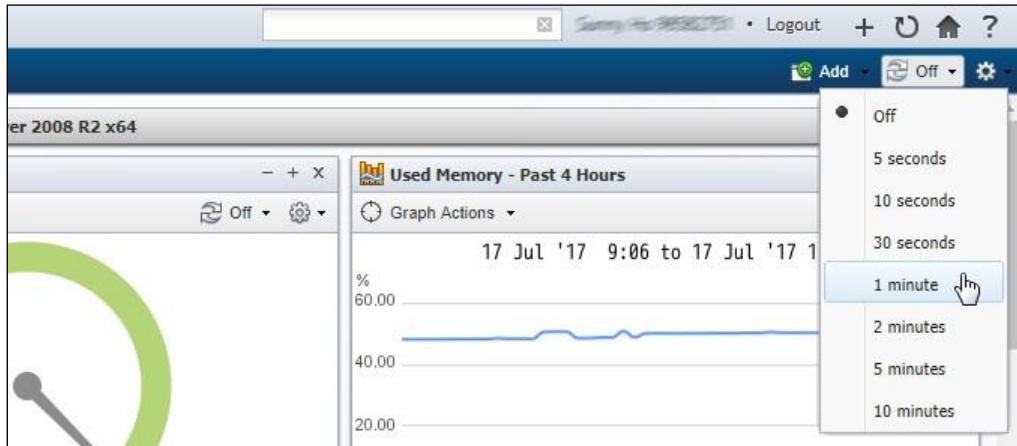 • Logout + ?
Add Off
er 2008 R2 x64
- + x
Off
Used Memory - Past 4 Hours
Graph Actions
17 Jul '17 9:06 to 17 Jul '17 1
%
60.00
40.00
20.00
Off
5 seconds
10 seconds
30 seconds
1 minute
2 minutes
5 minutes
10 minutes